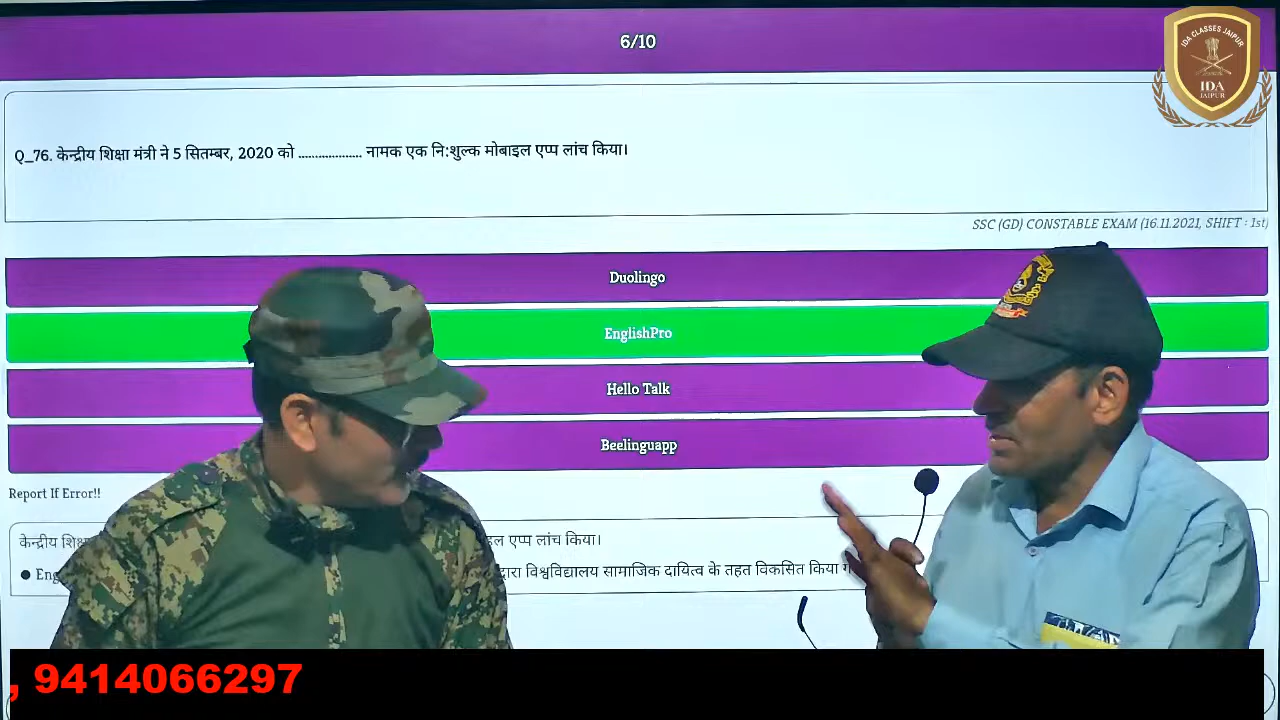 6/10
IDA CLASSES JAIPUR
IDA
JAIPUR
Q_76. केन्द्रीय शिक्षा मंत्री ने 5 सितम्बर, 2020 को ................... नामक एक नि:शुल्क मोबाइल एप्प लांच किया।
SSC (GD) CONSTABLE EXAM (16.11.2021, SHIFT : 1st)
Duolingo
EnglishPro
Hello Talk
Beelinguapp
Report If Error!!
केन्द्रीय एप्प लांच किया।
● द्वारा विश्वविद्यालय सामाजिक दायित्व के तहत विकसित किया
, 9414066297